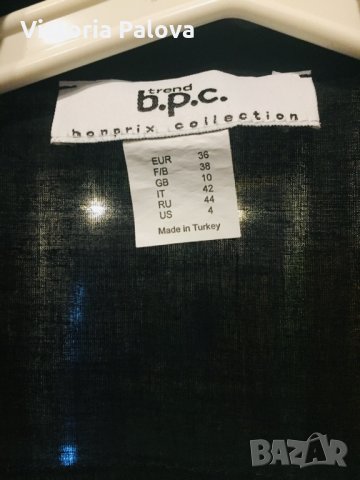 Victoria Palova
trend
b.p.c.
bonprix collection
EUR 36
F/B 38
GB 10
IT 42
RU 44
US 4
Made in Turkey
BAZAR